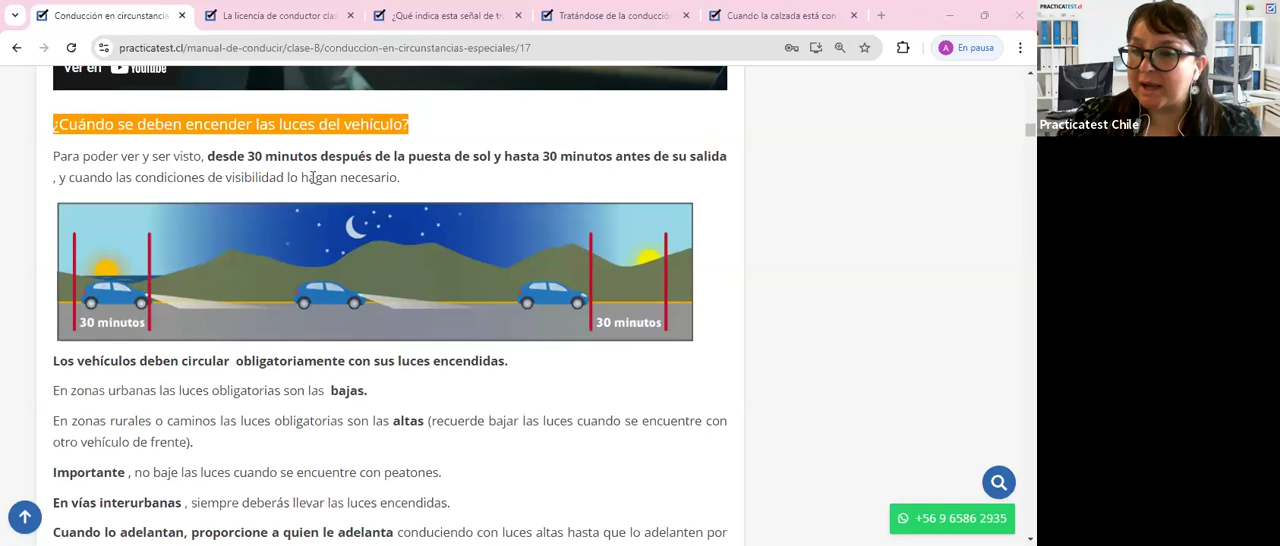 Conducción en circunstancia
La licencia de conductor clas
¿Qué indica esta señal de tr
Tratándose de la conducció
Cuando la calzada está con
practicatest.cl/manual-de-conducir/clase-B/conduccion-en-circunstancias-especiales/17
A En pausa
PRACTICATEST.cl
Practicatest Chile
Ver en YouTube
¿Cuándo se deben encender las luces del vehículo?
Para poder ver y ser visto, desde 30 minutos después de la puesta de sol y hasta 30 minutos antes de su salida
, y cuando las condiciones de visibilidad lo hagan necesario.
30 minutos
30 minutos
Los vehículos deben circular obligatoriamente con sus luces encendidas.
En zonas urbanas las luces obligatorias son las bajas.
En zonas rurales o caminos las luces obligatorias son las altas (recuerde bajar las luces cuando se encuentre con
otro vehículo de frente).
Importante , no baje las luces cuando se encuentre con peatones.
En vías interurbanas , siempre deberás llevar las luces encendidas.
+56 9 6586 2935
Cuando lo adelantan, proporcione a quien le adelanta conduciendo con luces altas hasta que lo adelanten por